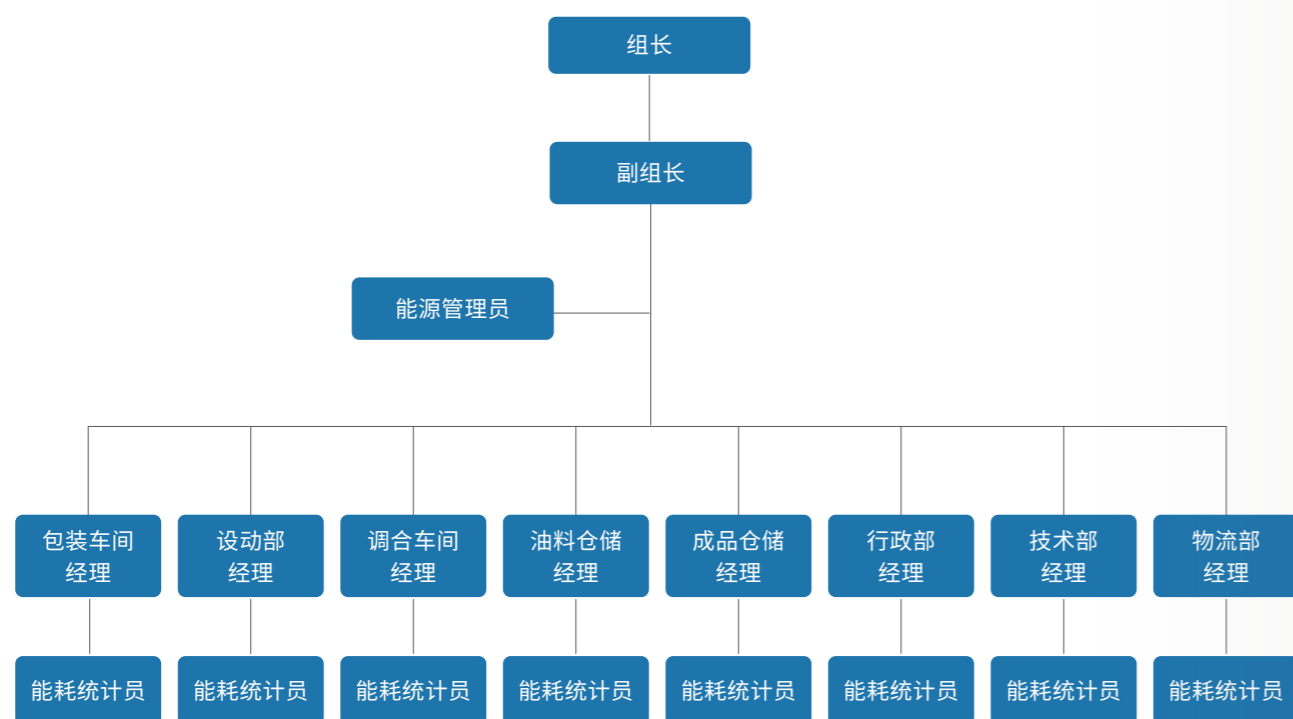 组长
副组长
能源管理员
包装车间
经理
设动部
经理
调合车间
经理
油料仓储
经理
成品仓储
经理
行政部
经理
技术部
经理
物流部
经理
能耗统计员
能耗统计员
能耗统计员
能耗统计员
能耗统计员
能耗统计员
能耗统计员
能耗统计员